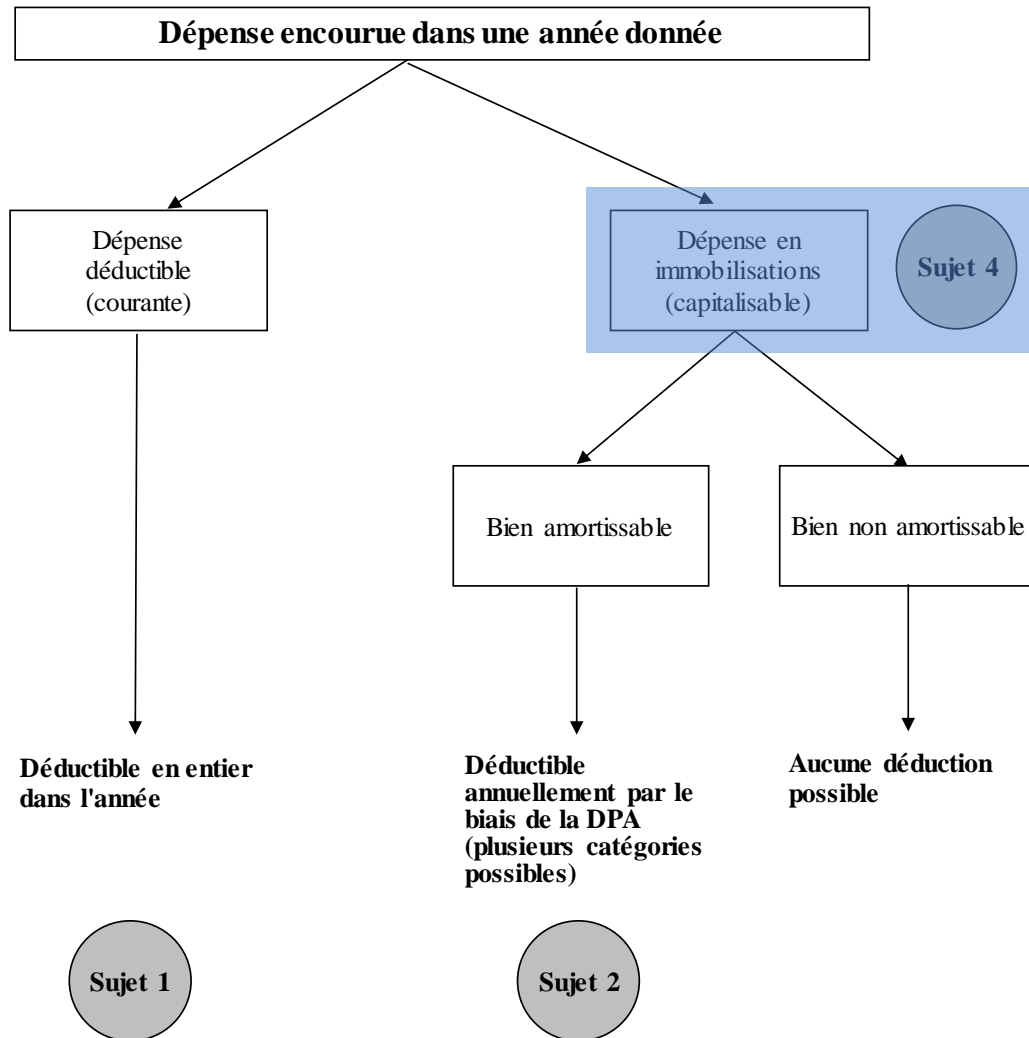 Dépense encourue dans une année donnée
Dépense
déductible
(courante)
Dépense en
immobilisations
(capitalisable)
Sujet 4
Bien amortissable
Bien non amortissable
Déductible en entier
dans l'année
Déductible
annuellement par le
biais de la DPA
(plusieurs catégories
possibles)
Aucune déduction
possible
Sujet 1
Sujet 2